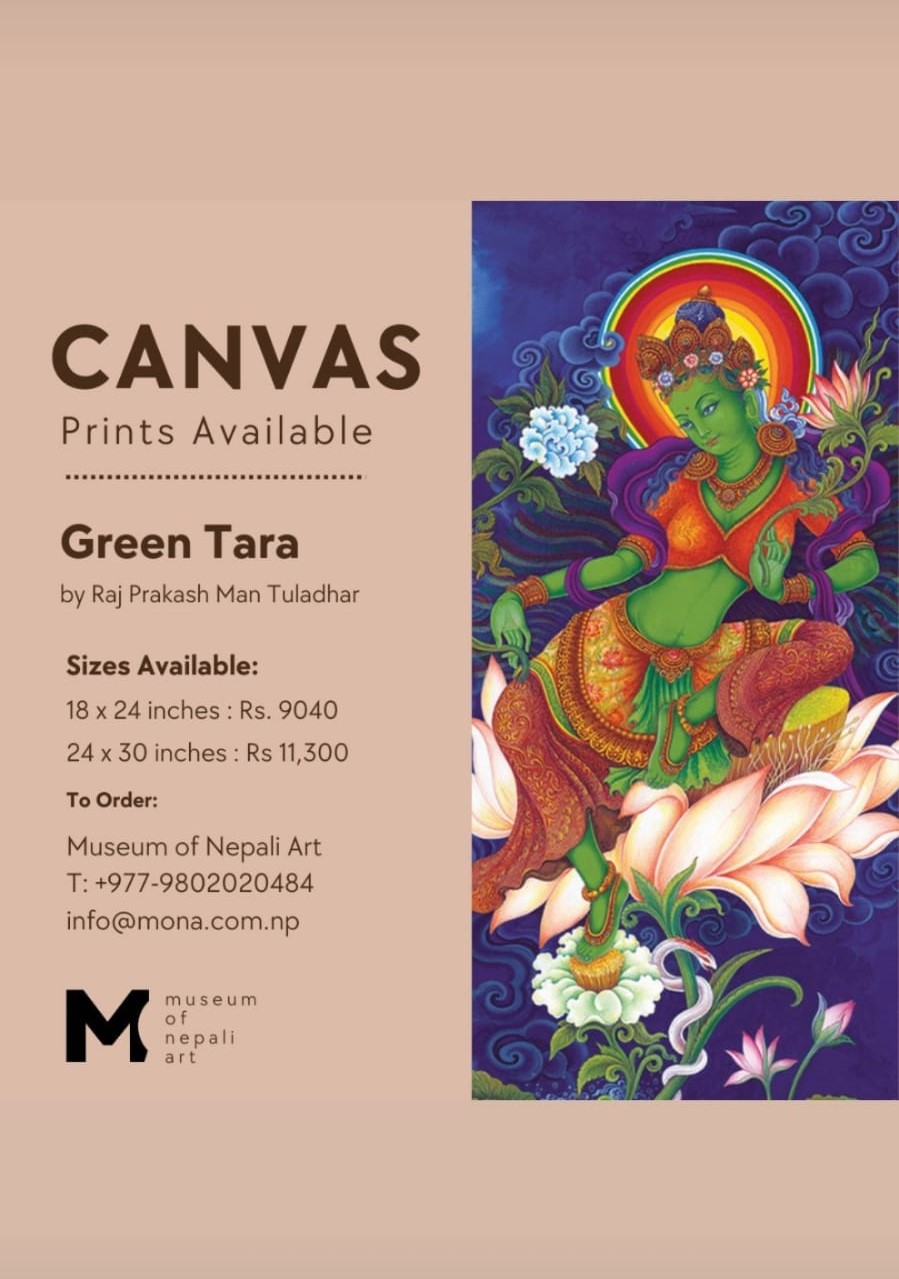 CANVAS
Prints Available
Green Tara
by Raj Prakash Man Tuladhar
Sizes Available:
18 x 24 inches : Rs. 9040
24 x 30 inches : Rs 11,300
To Order:
Museum of Nepali Art
T: +977-9802020484
info@mona.com.np
M
museum
of
nepali
art